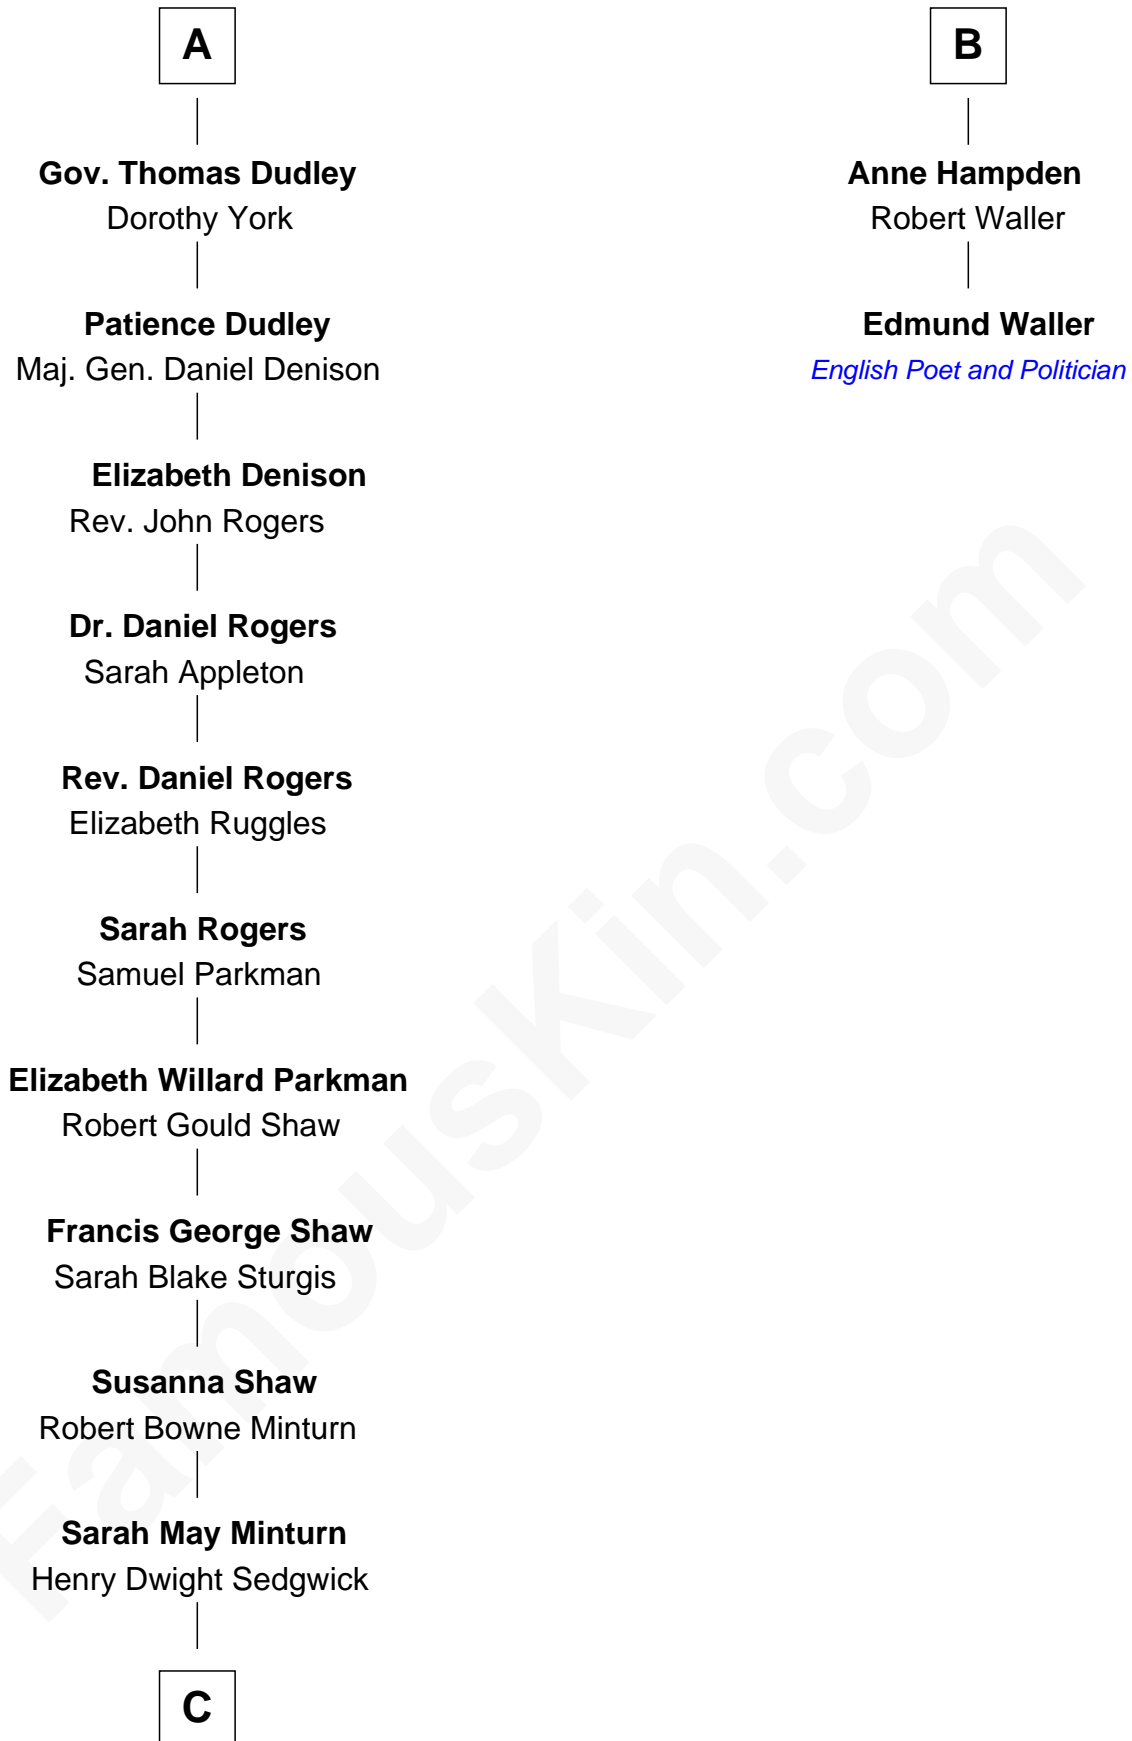 A
Gov. Thomas Dudley
Dorothy York
Patience Dudley
Maj. Gen. Daniel Denison
Elizabeth Denison
Rev. John Rogers
Dr. Daniel Rogers
Sarah Appleton
Rev. Daniel Rogers
Elizabeth Ruggles
Sarah Rogers
Samuel Parkman
Elizabeth Willard Parkman
Robert Gould Shaw
Francis George Shaw
Sarah Blake Sturgis
Susanna Shaw
Robert Bowne Minturn
Sarah May Minturn
Henry Dwight Sedgwick
C
B
Anne Hampden
Robert Waller
Edmund Waller
English Poet and Politician
FamousKin.com